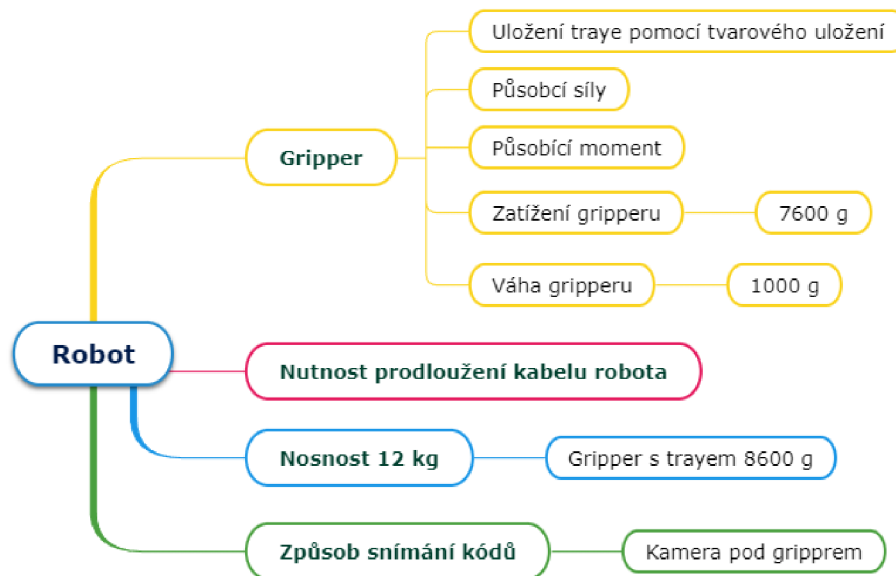 Uložení traye pomocí tvarového uložení
Působcí síly
Gripper
Působící moment
Zatížení gripperu
7600 g
Váha gripperu
1000 g
Robot
Nutnost prodloužení kabelu robota
Nosnost 12 kg
Gripper s trayem 8600 g
Způsob snímání kódů
Kamera pod gripprem